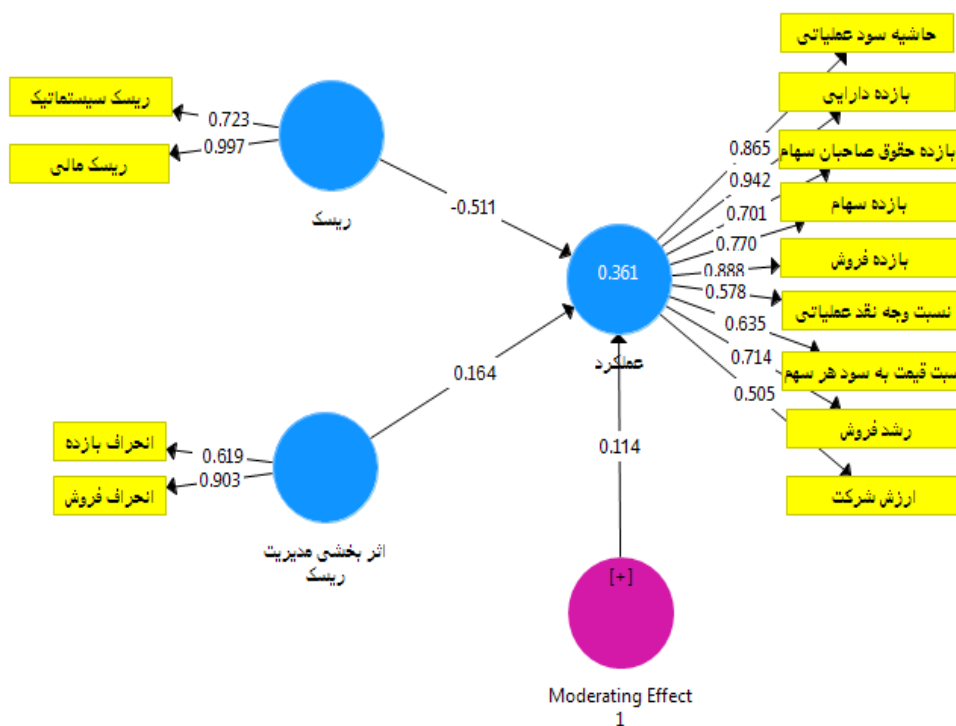 حاشیه سود عملیاتی
ریسک سیستماتیک
بازده دارایی
0.723
0.865
0.997
ریسک مالی
0.942
بازده حقوق صاحبان سهام
0.701
ریسک
-0.511
بازده سهام
0.770
0.361
0.888
بازده فروش
0.578
نسبت وجه نقد عملیاتی
0.635
عملکرد
0.714
سبت قیمت به سود هر سهم
0.164
0.505
انحراف بازده
0.619
رشد فروش
0.114
0.903
انحراف فروش
ارزش شرکت
اثر بخشی مدیریت
ریسک
[+]
Moderating Effect
1